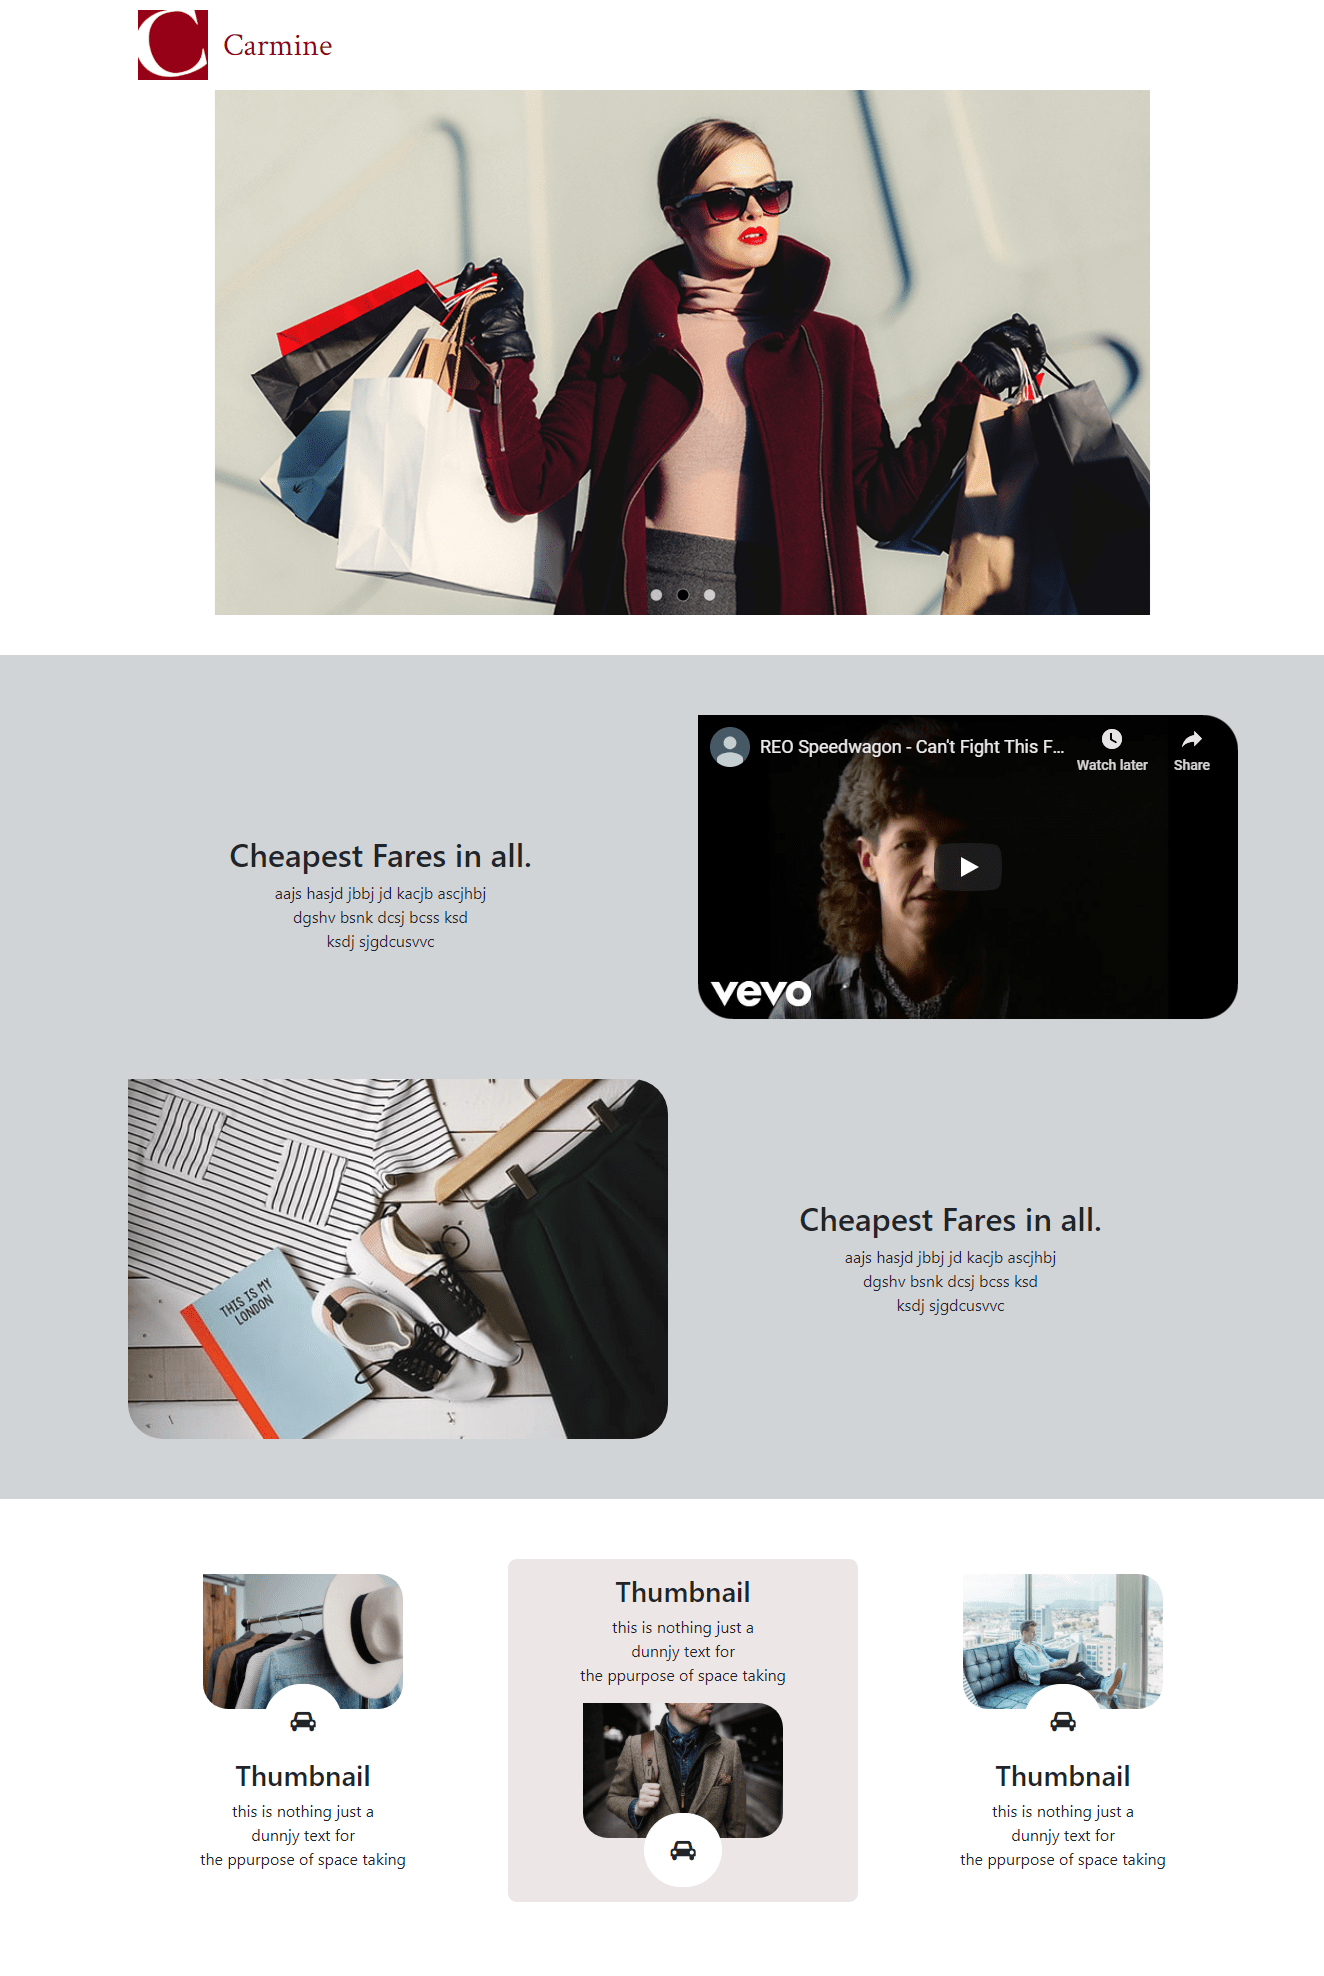 C
Carmine
REO Speedwagon - Can't Fight This F...
Watch later
Share
vevo
Cheapest Fares in all.
aajs hasjd jbbj jd kacjb ascjhbj
dgshv bsnk dcsj bcss ksd
ksdj sjgdcusvvc
THIS IS MY
LONDON
Cheapest Fares in all.
aajs hasjd jbbj jd kacjb ascjhbj
dgshv bsnk dcsj bcss ksd
ksdj sjgdcusvvc
Thumbnail
this is nothing just a
dunnjy text for
the ppurpose of space taking
Thumbnail
this is nothing just a
dunnjy text for
the ppurpose of space taking
Thumbnail
this is nothing just a
dunnjy text for
the ppurpose of space taking